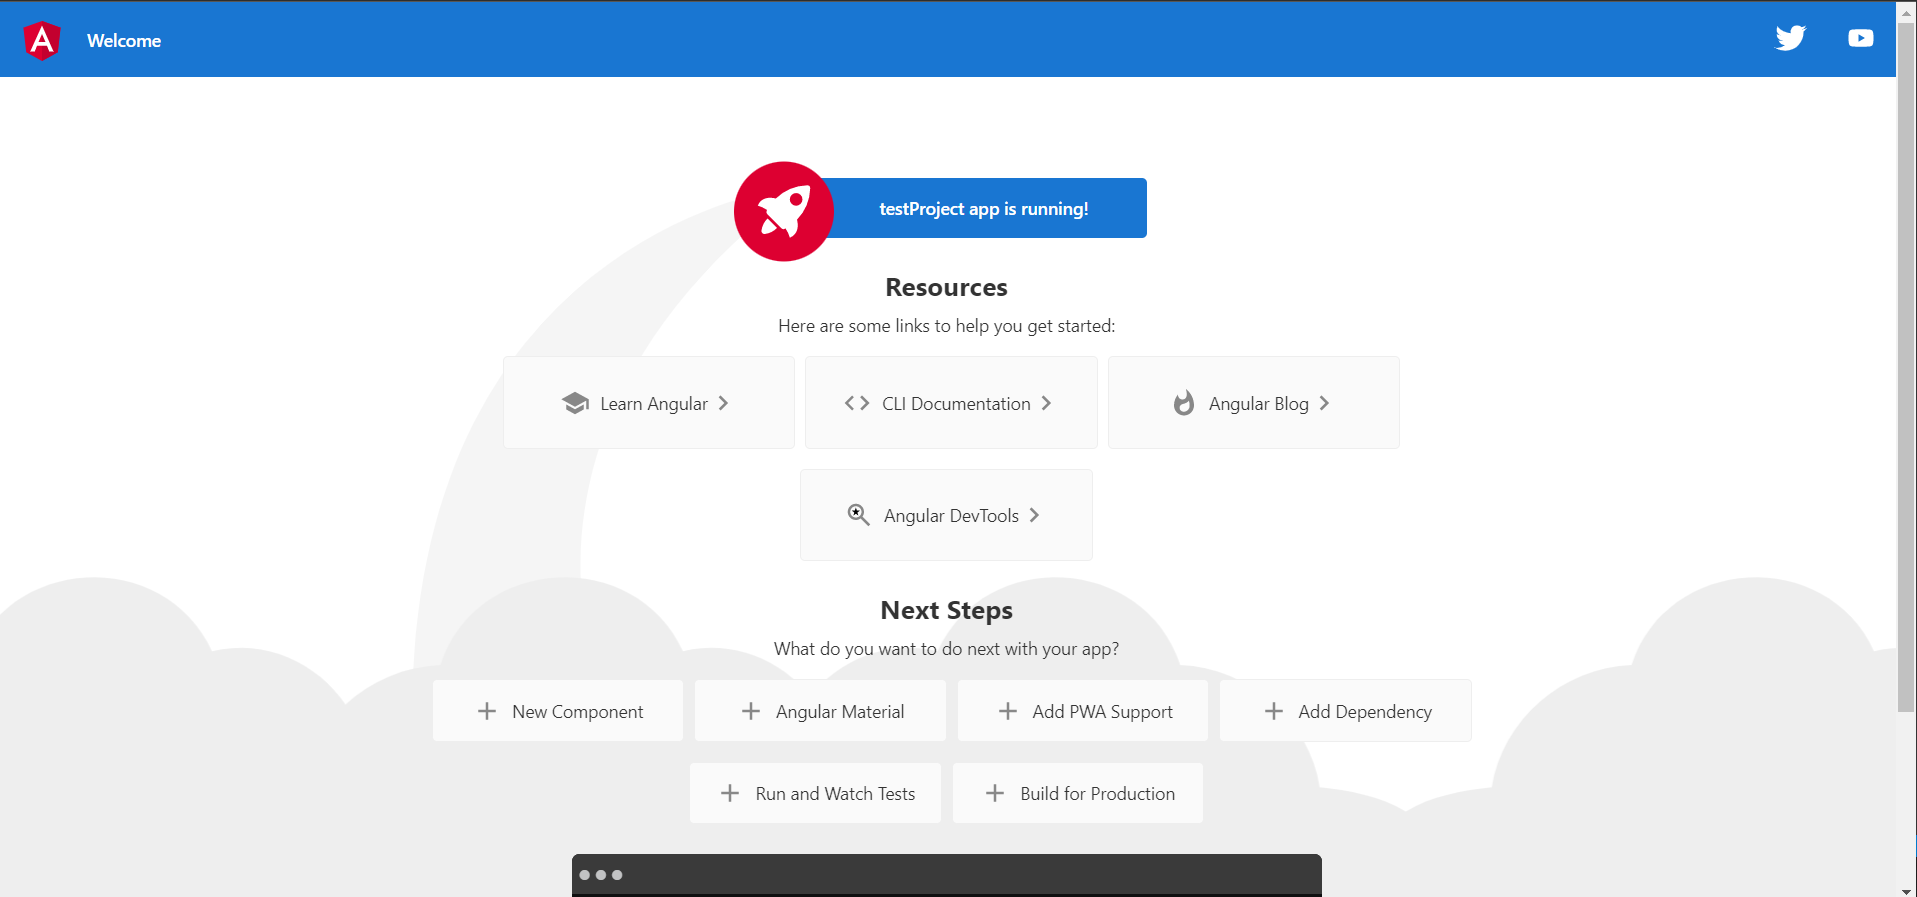 A Welcome
testProject app is running!
Resources
Here are some links to help you get started:
Learn Angular
CLI Documentation
Angular Blog
Angular DevTools
Next Steps
What do you want to do next with your app?
New Component
Angular Material
Add PWA Support
Add Dependency
Run and Watch Tests
Build for Production